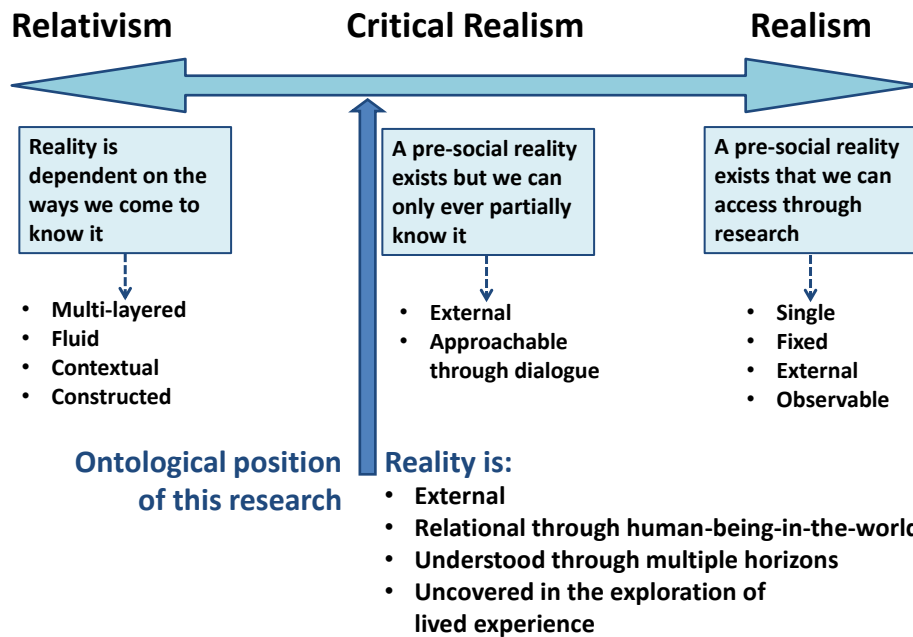 Relativism
Critical Realism
Realism
Reality is
dependent on the
ways we come to
know it
• Multi-layered
• Fluid
• Contextual
• Constructed
A pre-social reality
exists but we can
only ever partially
know it
• External
• Approachable
through dialogue
A pre-social reality
exists that we can
access through
research
• Single
• Fixed
• External
• Observable
Ontological position
of this research
Reality is:
• External
• Relational through human-being-in-the-world
• Understood through multiple horizons
• Uncovered in the exploration of
lived experience